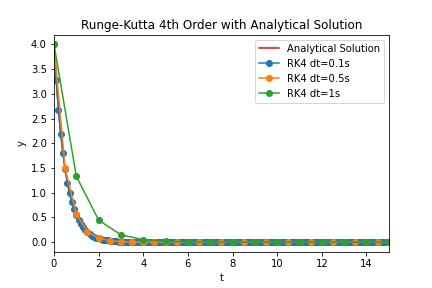 Runge-Kutta 4th Order with Analytical Solution
4.0
3.5
3.0
2.5
2.0
1.5
1.0
0.5
0.0
y
Analytical Solution
RK4 dt=0.1s
RK4 dt=0.5s
RK4 dt=1s
0 2 4 6 8 10 12 14
t